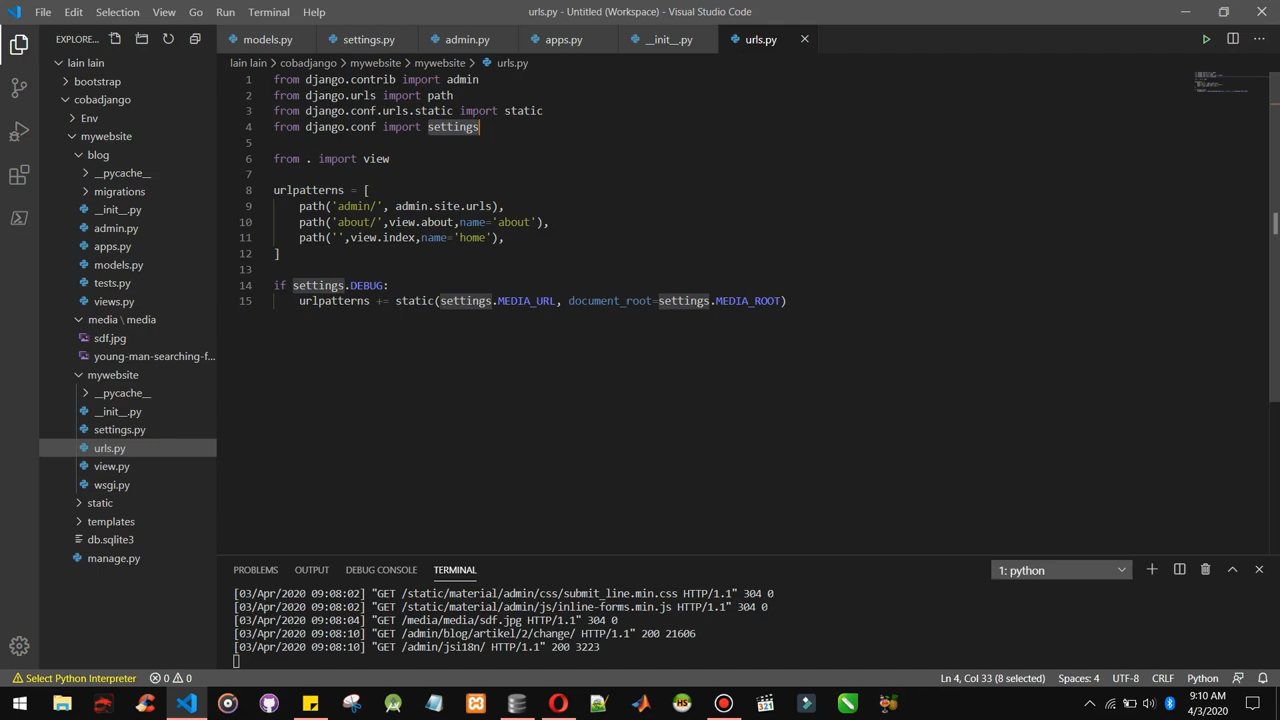 File Edit Selection View Go Run Terminal Help
urls.py - Untitled (Workspace) - Visual Studio Code
EXPLORE...
models.py settings.py admin.py apps.py __init__.py urls.py
lain lain > cobadjango > mywebsite > mywebsite > urls.py
lain lain
bootstrap
cobadjango
Env
mywebsite
blog
__pycache__
migrations
__init__.py
admin.py
apps.py
models.py
tests.py
views.py
media \ media
sdf.jpg
young-man-searching-f...
mywebsite
__pycache__
__init__.py
settings.py
urls.py
view.py
wsgi.py
static
templates
db.sqlite3
manage.py
1 from django.contrib import admin
2 from django.urls import path
3 from django.conf.urls.static import static
4 from django.conf import settings
5
6 from . import view
7
8 urlpatterns = [
9 path('admin/', admin.site.urls),
10 path('about/',view.about,name='about'),
11 path('',view.index,name='home'),
12 ]
13
14 if settings.DEBUG:
15 urlpatterns += static(settings.MEDIA_URL, document_root=settings.MEDIA_ROOT)
PROBLEMS OUTPUT DEBUG CONSOLE TERMINAL
1: python
[03/Apr/2020 09:08:02] "GET /static/material/admin/css/submit_line.min.css HTTP/1.1" 304 0
[03/Apr/2020 09:08:02] "GET /static/material/admin/js/inline-forms.min.js HTTP/1.1" 304 0
[03/Apr/2020 09:08:04] "GET /media/media/sdf.jpg HTTP/1.1" 304 0
[03/Apr/2020 09:08:10] "GET /admin/blog/artikel/2/change/ HTTP/1.1" 200 21606
[03/Apr/2020 09:08:10] "GET /admin/jsi18n/ HTTP/1.1" 200 3223
Select Python Interpreter 0 0
Ln 4, Col 33 (8 selected) Spaces: 4 UTF-8 CRLF Python
321
HS
9:10 AM
4/3/2020